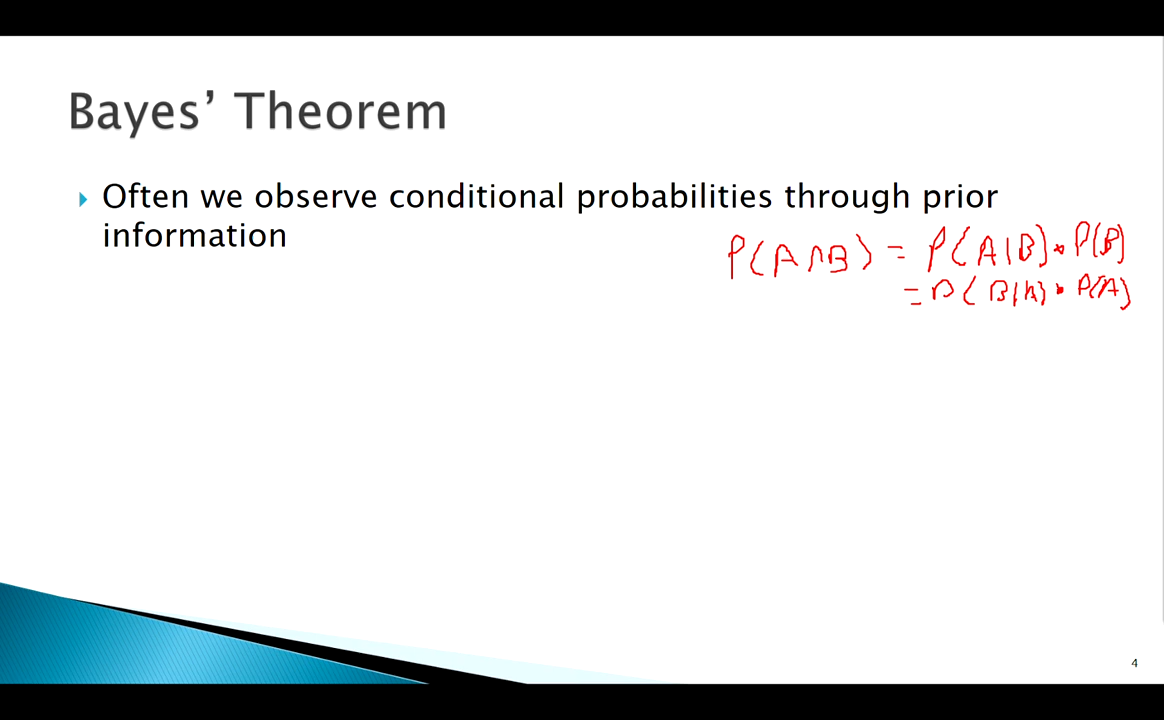 Bayes’ Theorem
Often we observe conditional probabilities through prior
information
P(A∩B) = P(A|B)•P(B)
= P(B|A)•P(A)
4